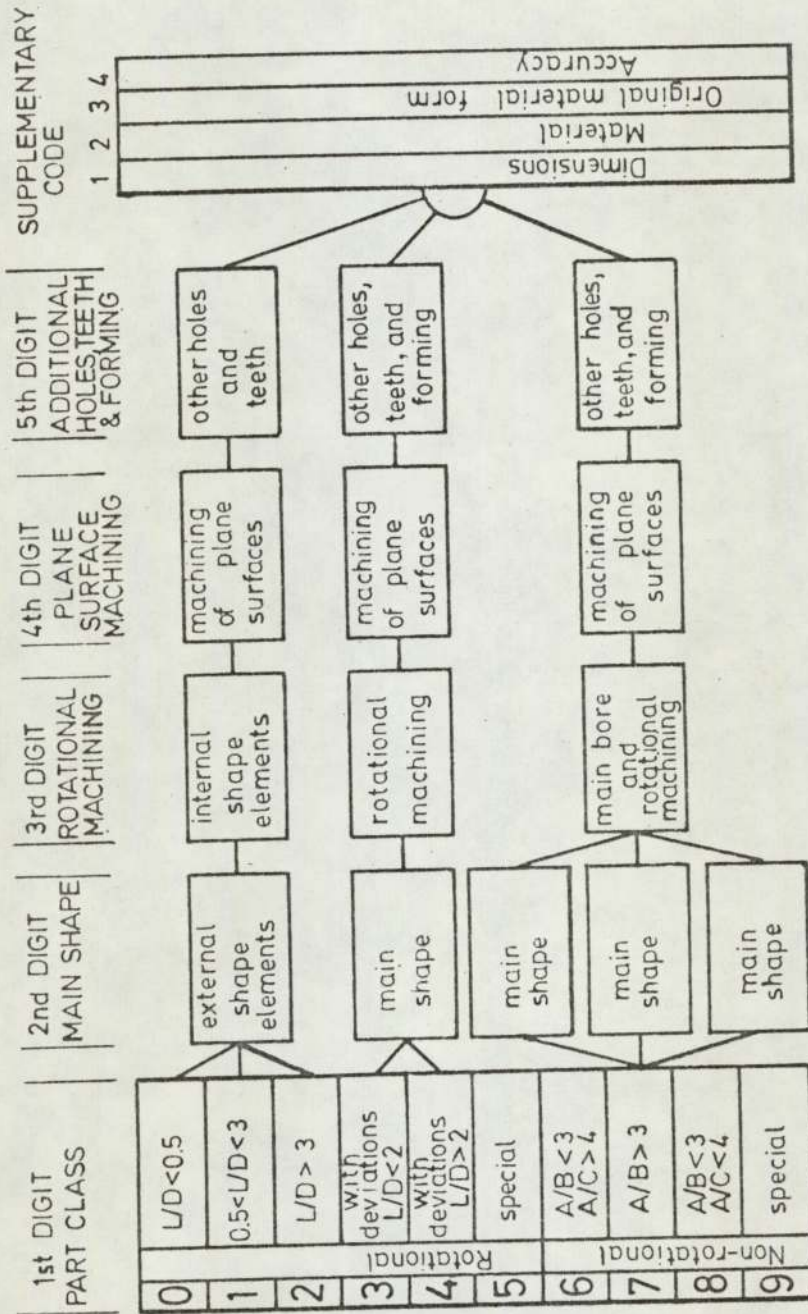 1st DIGIT
PART CLASS
2nd DIGIT
MAIN SHAPE
3rd DIGIT
ROTATIONAL
MACHINING
4th DIGIT
PLANE
SURFACE
MACHINING
5th DIGIT
ADDITIONAL
HOLES, TEETH
& FORMING
SUPPLEMENTARY
CODE
1 2 3 4
0
1
2
3
4
5
6
7
8
9
Rotational
Non-rotational
L/D<0.5
0.5<L/D<3
L/D>3
with
deviations
L/D<2
with
deviations
L/D>2
special
A/B<3
A/C>4
A/B>3
A/B<3
A/C<4
special
external
shape
elements
internal
shape
elements
machining
of plane
surfaces
other holes
and
teeth
main
shape
rotational
machining
machining
of plane
surfaces
other holes,
teeth, and
forming
main
shape
main
shape
main
shape
main bore
and
rotational
machining
machining
of plane
surfaces
other holes,
teeth, and
forming
Dimensions
Material
Original material form
Accuracy